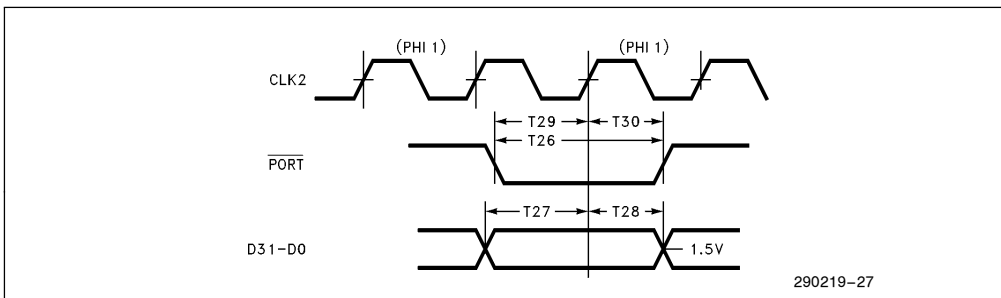 (PHI 1) (PHI 1)
CLK2
T29 T30
T26
PORT
T27 T28
D31-D0
1.5V
290219-27